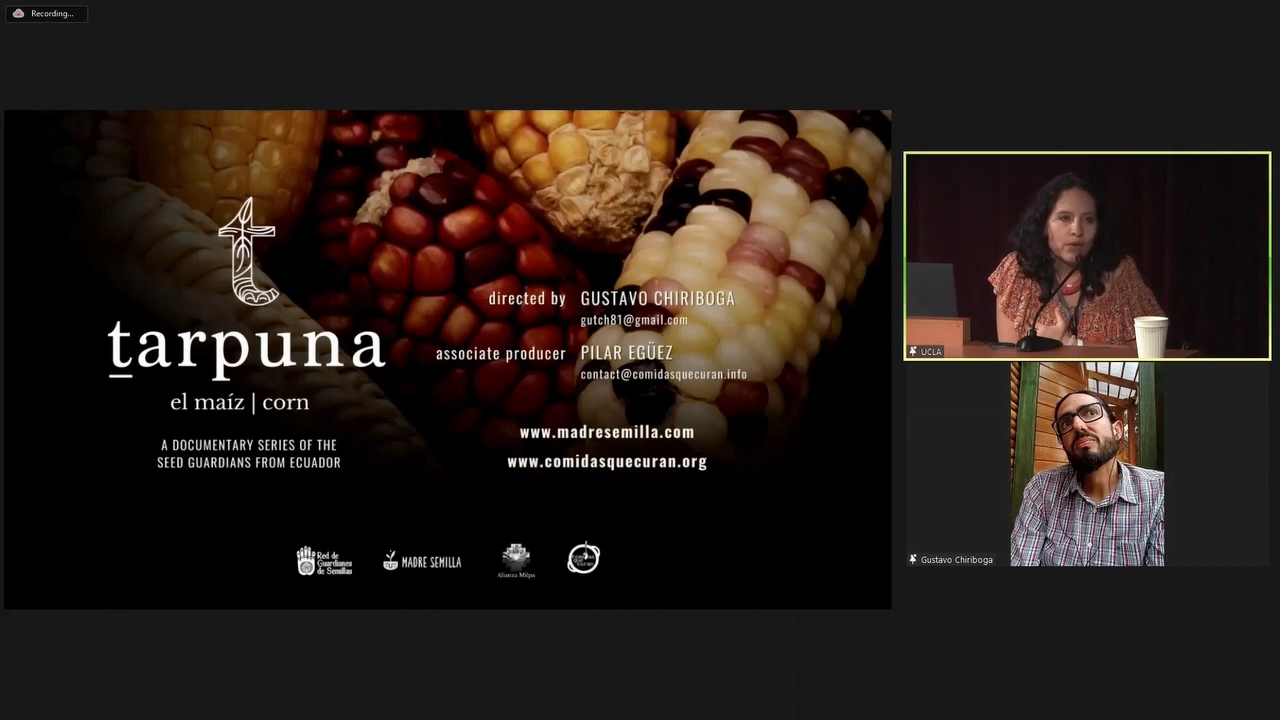 Recording...
t
tarpuna
el maíz | corn
A DOCUMENTARY SERIES OF THE
SEED GUARDIANS FROM ECUADOR
directed by GUSTAVO CHIRIBOGA
gutch81@gmail.com
associate producer PILAR EGÜEZ
contact@comidasquecuran.info
www.madresemilla.com
www.comidasquecuran.org
Red de
Guardianes
de Semillas
MADRE SEMILLA
Alianza Milpa
UCLA
Gustavo Chiriboga